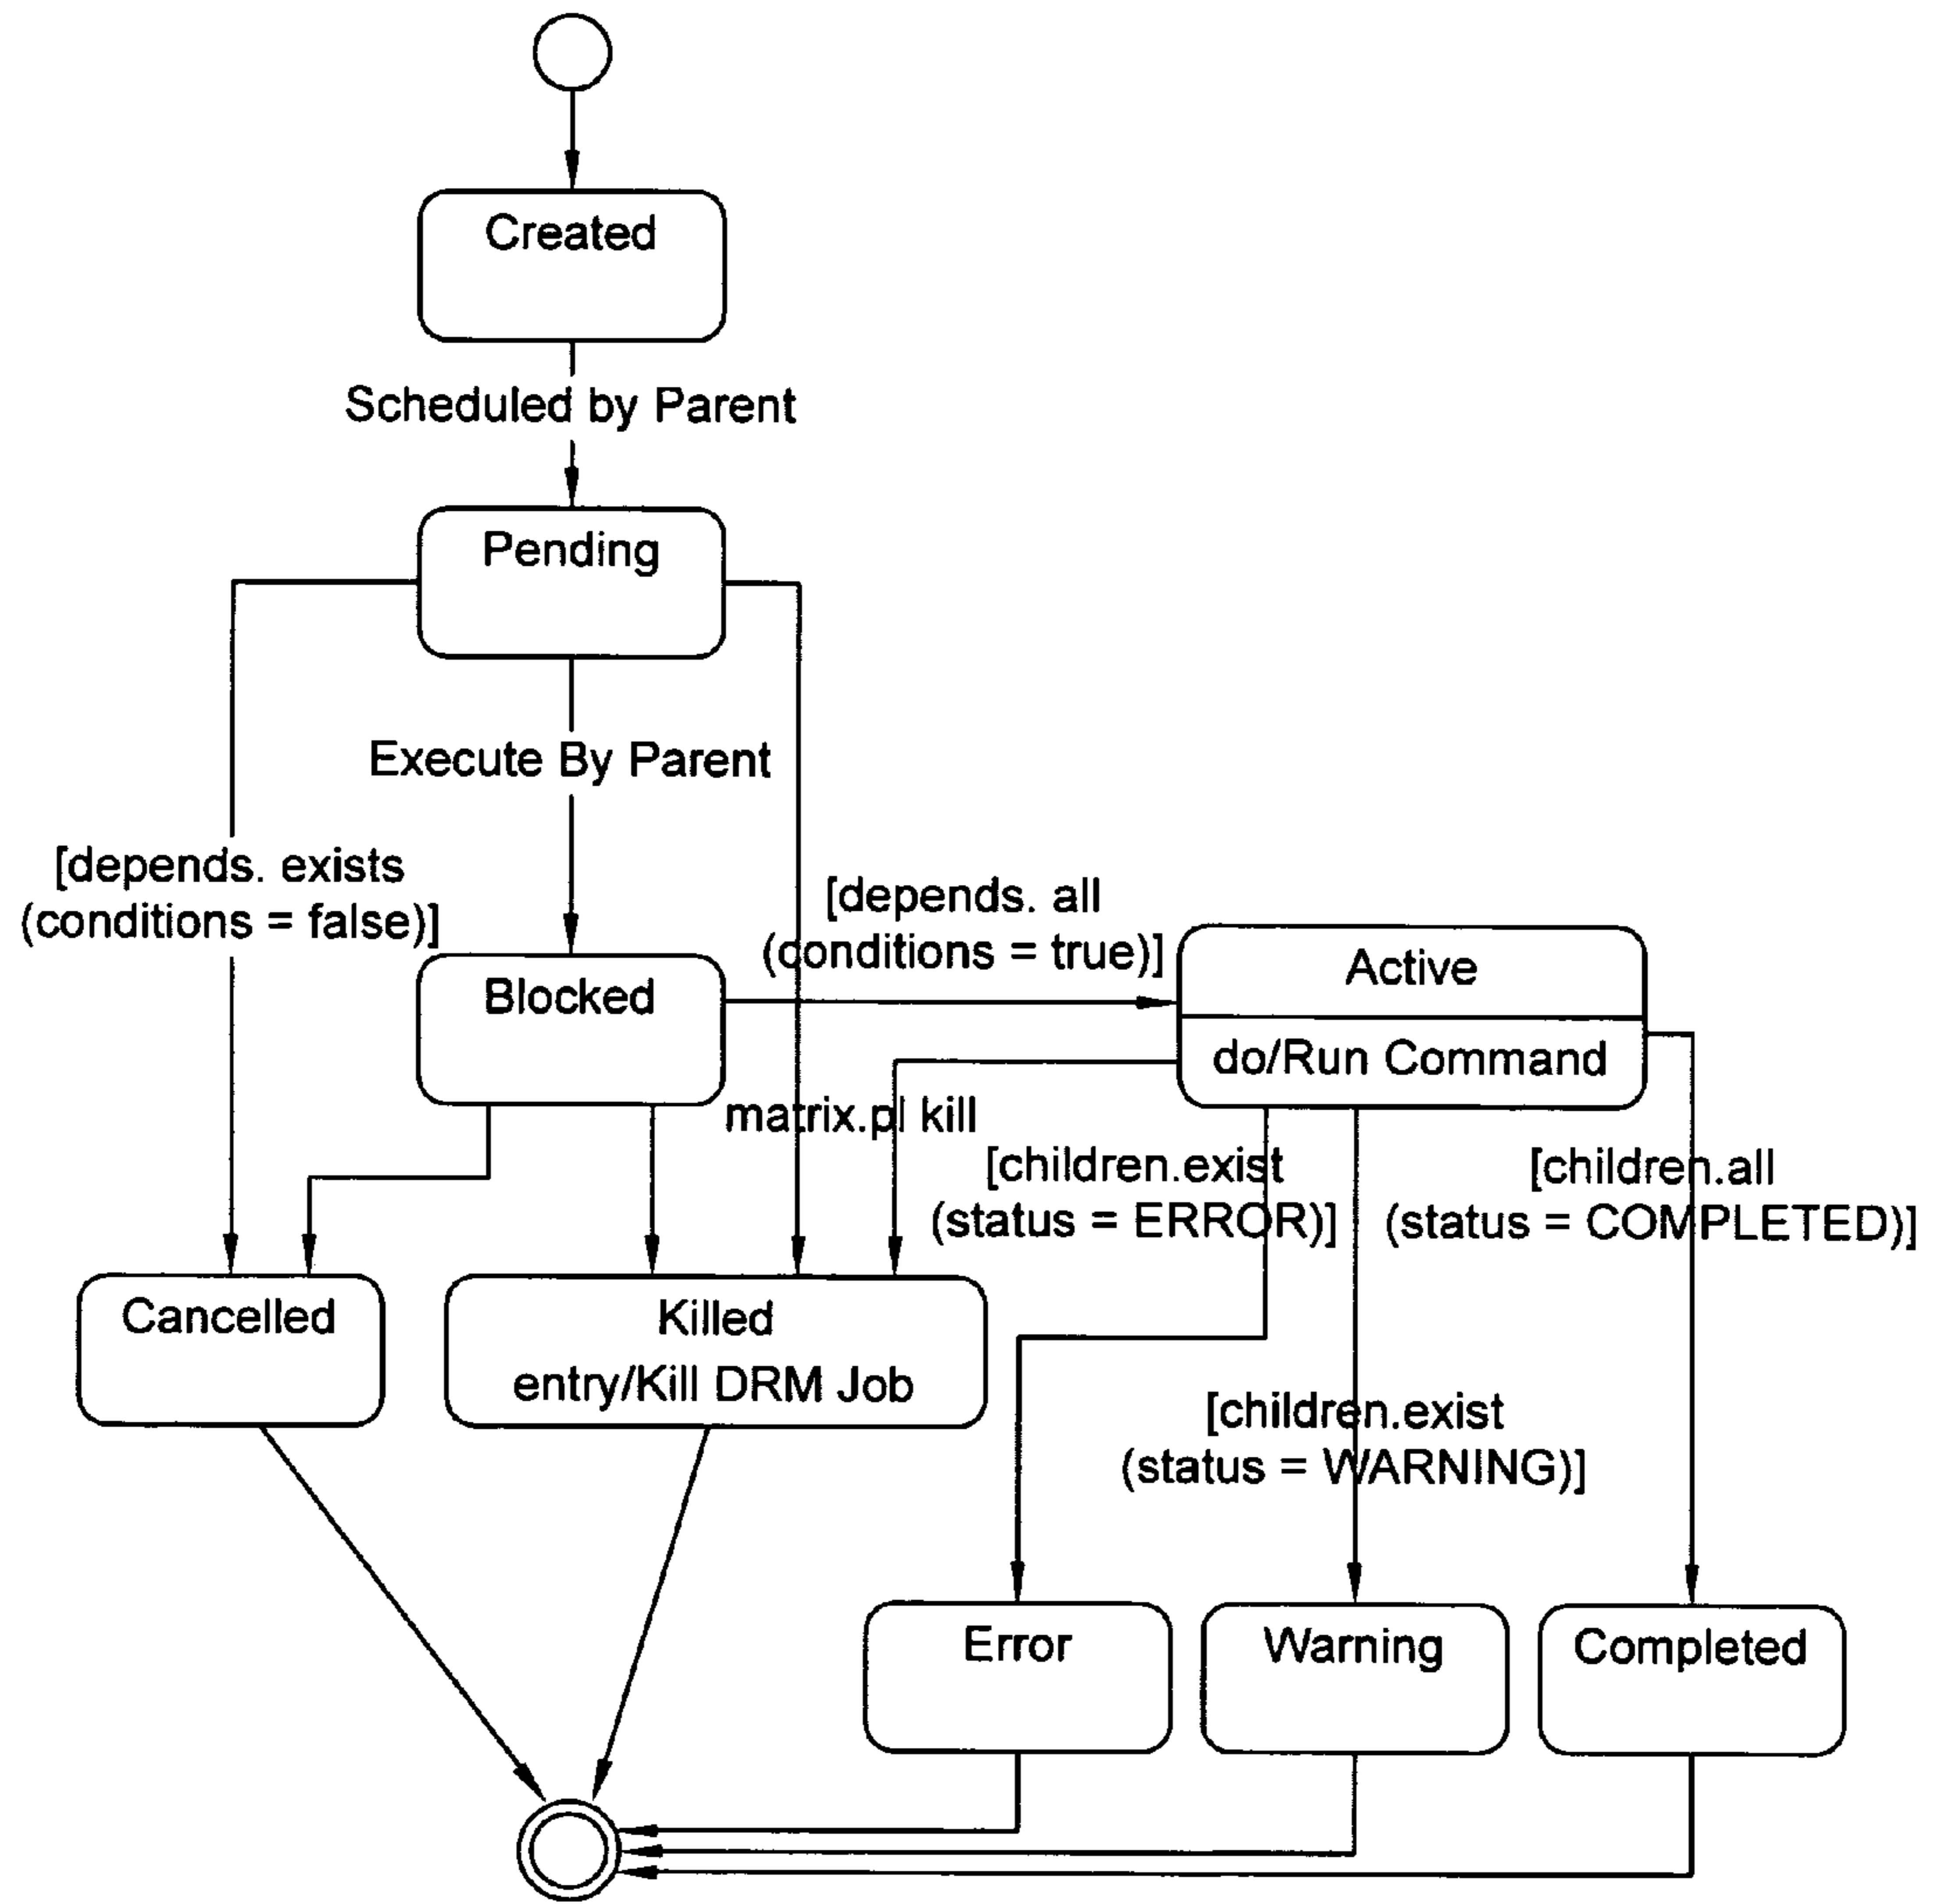 Created
Scheduled by Parent
Pending
Execute By Parent
[depends. exists
(conditions = false)]
[depends. all
(conditions = true)]
Blocked
Active
do/Run Command
matrix.pl kill
[children.exist
(status = ERROR)]
[children.all
(status = COMPLETED)]
Cancelled
Killed
entry/Kill DRM Job
[children.exist
(status = WARNING)]
Error
Warning
Completed